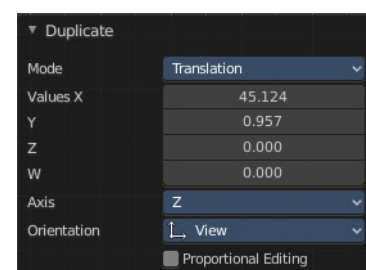 Duplicate
Mode Translation
Values X 45.124
Y 0.957
Z 0.000
W 0.000
Axis Z
Orientation View
Proportional Editing